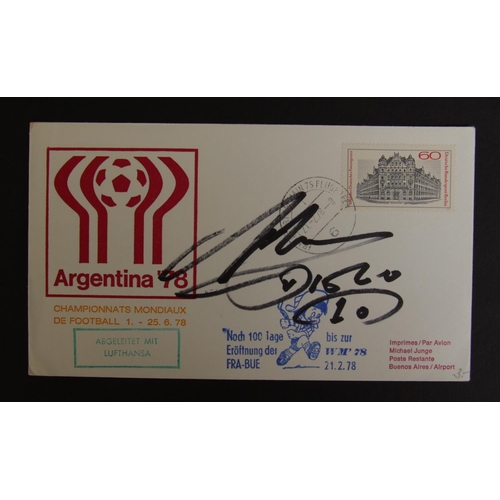 60
Argentina '78
CHAMPIONNATS MONDIAUX
DE FOOTBALL 1. - 25. 6. 78
ABGELEITET MIT
LUFTHANSA
DIEGO
10
"Noch 100 Tage bis zur
Eröffnung der WM' 78
FRA-BUE 21.2.78
Imprimes / Par Avion
Michael Junge
Poste Restante
Buenos Aires / Airport
3.-